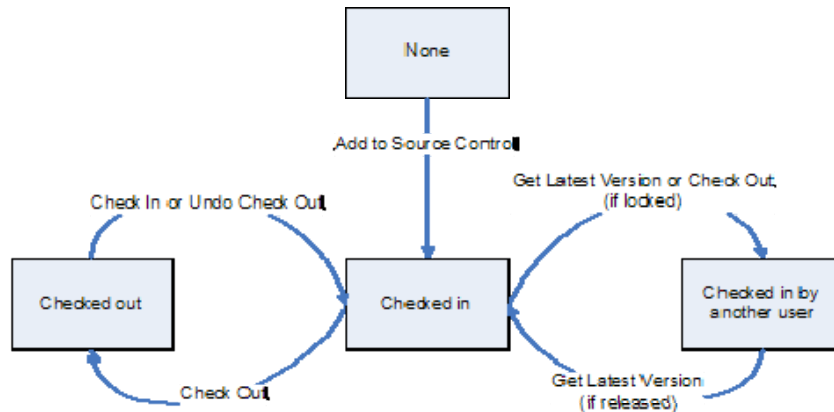 None
Add to Source Control
Get Latest Version or Check Out
(if locked)
Check In or Undo Check Out
Checked out
Checked in
Checked in by
another user
Check Out
Get Latest Version
(if released)